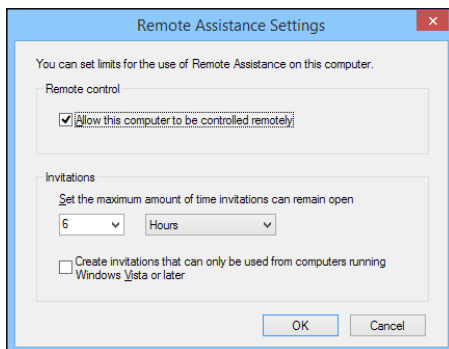 Remote Assistance Settings
You can set limits for the use of Remote Assistance on this computer.
Remote control
Allow this computer to be controlled remotely
Invitations
Set the maximum amount of time invitations can remain open
6 Hours
Create invitations that can only be used from computers running
Windows Vista or later
OK Cancel